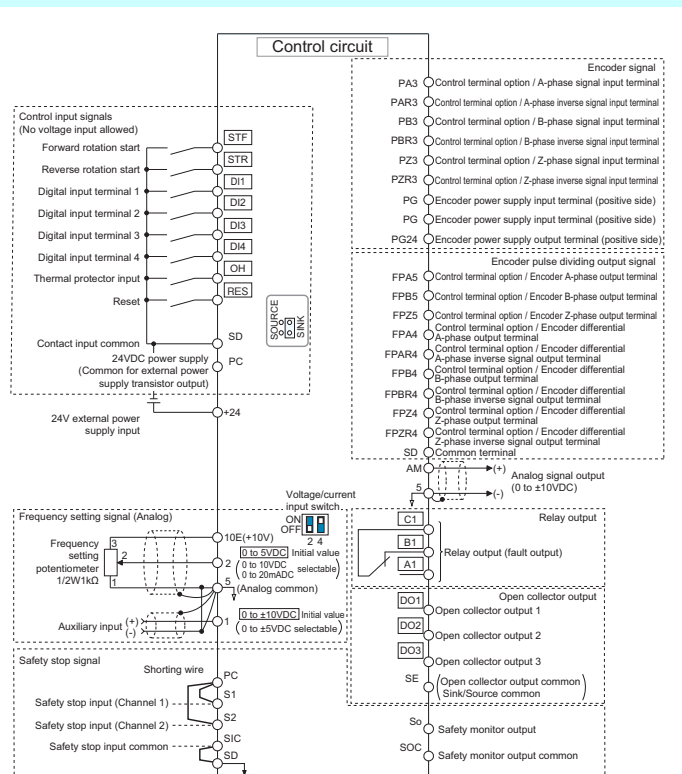 Control circuit
Control input signals
(No voltage input allowed)
Forward rotation start
STF
Reverse rotation start
STR
Digital input terminal 1
DI1
Digital input terminal 2
DI2
Digital input terminal 3
DI3
Digital input terminal 4
DI4
Thermal protector input
OH
Reset
RES
SOURCE
SINK
Contact input common
SD
24VDC power supply
(Common for external power
supply transistor output)
PC
24V external power
supply input
+24
Encoder signal
PA3 Control terminal option / A-phase signal input terminal
PAR3 Control terminal option / A-phase inverse signal input terminal
PB3 Control terminal option / B-phase signal input terminal
PBR3 Control terminal option / B-phase inverse signal input terminal
PZ3 Control terminal option / Z-phase signal input terminal
PZR3 Control terminal option / Z-phase inverse signal input terminal
PG Encoder power supply input terminal (positive side)
PG Encoder power supply input terminal (positive side)
PG24 Encoder power supply output terminal (positive side)
Encoder pulse dividing output signal
FPA5 Control terminal option / Encoder A-phase output terminal
FPB5 Control terminal option / Encoder B-phase output terminal
FPZ5 Control terminal option / Encoder Z-phase output terminal
FPA4 Control terminal option / Encoder differential
A-phase output terminal
FPAR4 Control terminal option / Encoder differential
A-phase inverse signal output terminal
FPB4 Control terminal option / Encoder differential
B-phase output terminal
FPBR4 Control terminal option / Encoder differential
B-phase inverse signal output terminal
FPZ4 Control terminal option / Encoder differential
Z-phase output terminal
FPZR4 Control terminal option / Encoder differential
Z-phase inverse signal output terminal
SD Common terminal
AM
(+)
5
(-)
Analog signal output
(0 to ±10VDC)
Frequency setting signal (Analog)
Voltage/current
input switch
ON
OFF
2 4
Frequency
setting
potentiometer
1/2W1kΩ
3
2
1
10E(+10V)
2
0 to 5VDC Initial value
0 to 10VDC
0 to 20mADC
selectable
5
(Analog common)
Auxiliary input
(+)
(-)
1
0 to ±10VDC Initial value
(0 to ±5VDC selectable)
Relay output
C1
B1
A1
Relay output (fault output)
Open collector output
DO1
Open collector output 1
DO2
Open collector output 2
DO3
Open collector output 3
SE
(Open collector output common
Sink/Source common)
Safety stop signal
Shorting wire
PC
Safety stop input (Channel 1)
S1
Safety stop input (Channel 2)
S2
Safety stop input common
SIC
SD
So
Safety monitor output
SOC
Safety monitor output common